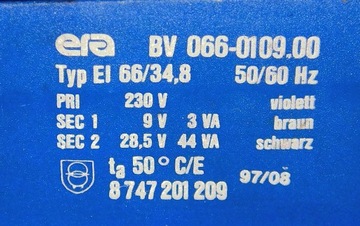 era BV 066-0109.00
Typ EI 66/34,8 50/60 Hz
PRI 230 V violett
SEC 1 9 V 3 VA braun
SEC 2 28,5 V 44 VA schwarz
ta 50° C/E
8 747 201 209 97/08